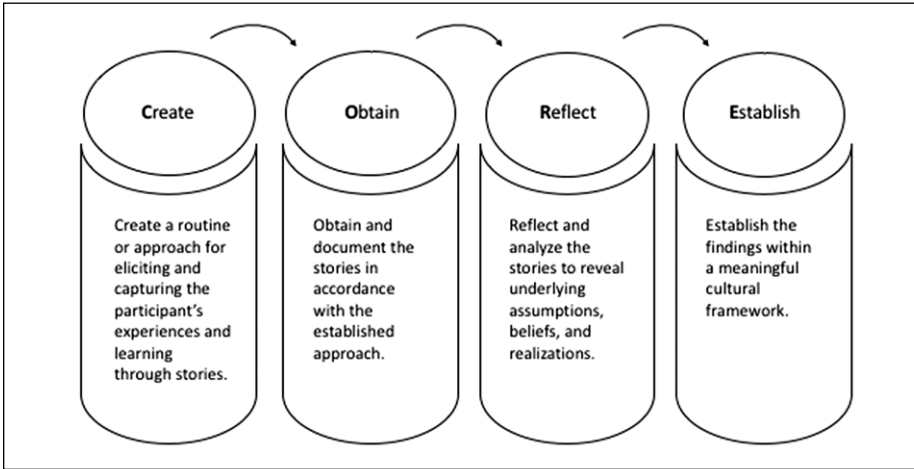 Create
Obtain
Reflect
Establish
Create a routine
or approach for
eliciting and
capturing the
participant's
experiences and
learning
through stories.
Obtain and
document the
stories in
accordance
with the
established
approach.
Reflect and
analyze the
stories to reveal
underlying
assumptions,
beliefs, and
realizations.
Establish the
findings within
a meaningful
cultural
framework.